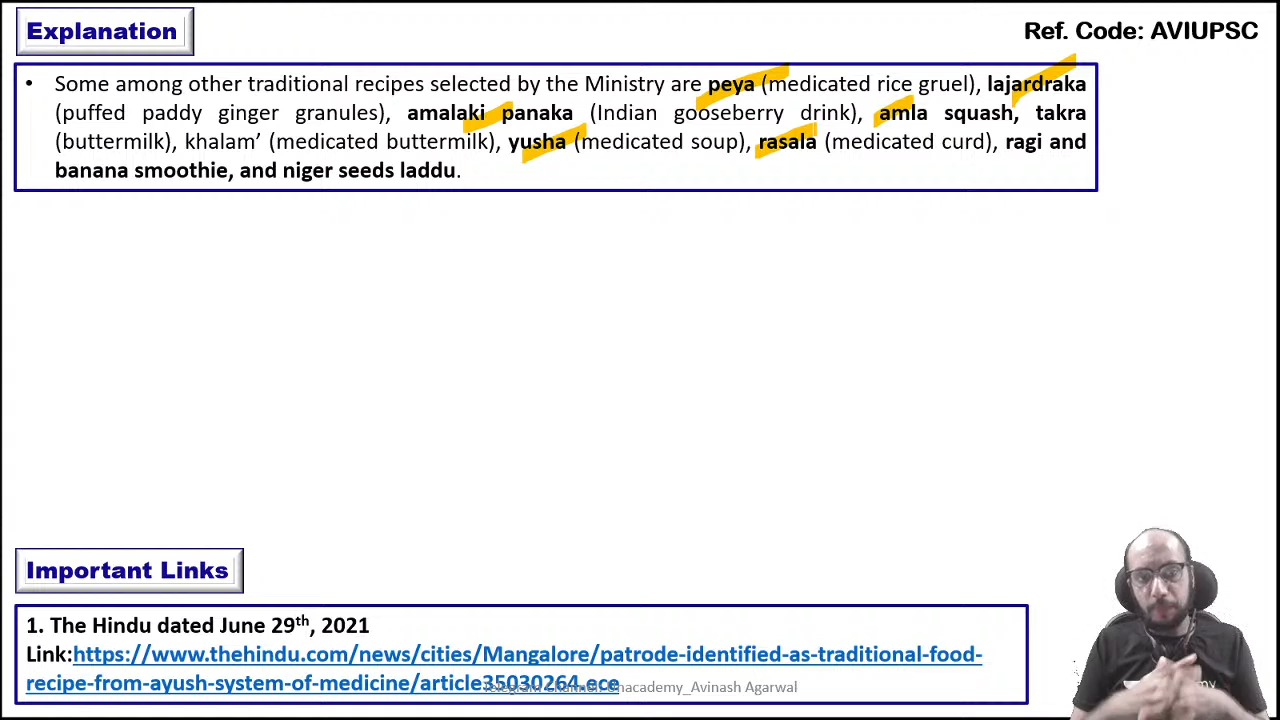 Explanation
Ref. Code: AVIUPSC
• Some among other traditional recipes selected by the Ministry are peya (medicated rice gruel), lajardraka
(puffed paddy ginger granules), amalaki panaka (Indian gooseberry drink), amla squash, takra
(buttermilk), khalam’ (medicated buttermilk), yusha (medicated soup), rasala (medicated curd), ragi and
banana smoothie, and niger seeds laddu.
Important Links
1. The Hindu dated June 29th, 2021
Link:https://www.thehindu.com/news/cities/Mangalore/patrode-identified-as-traditional-food-
recipe-from-ayush-system-of-medicine/article35030264.ece
Telegram Channel: Unacademy_Avinash Agarwal